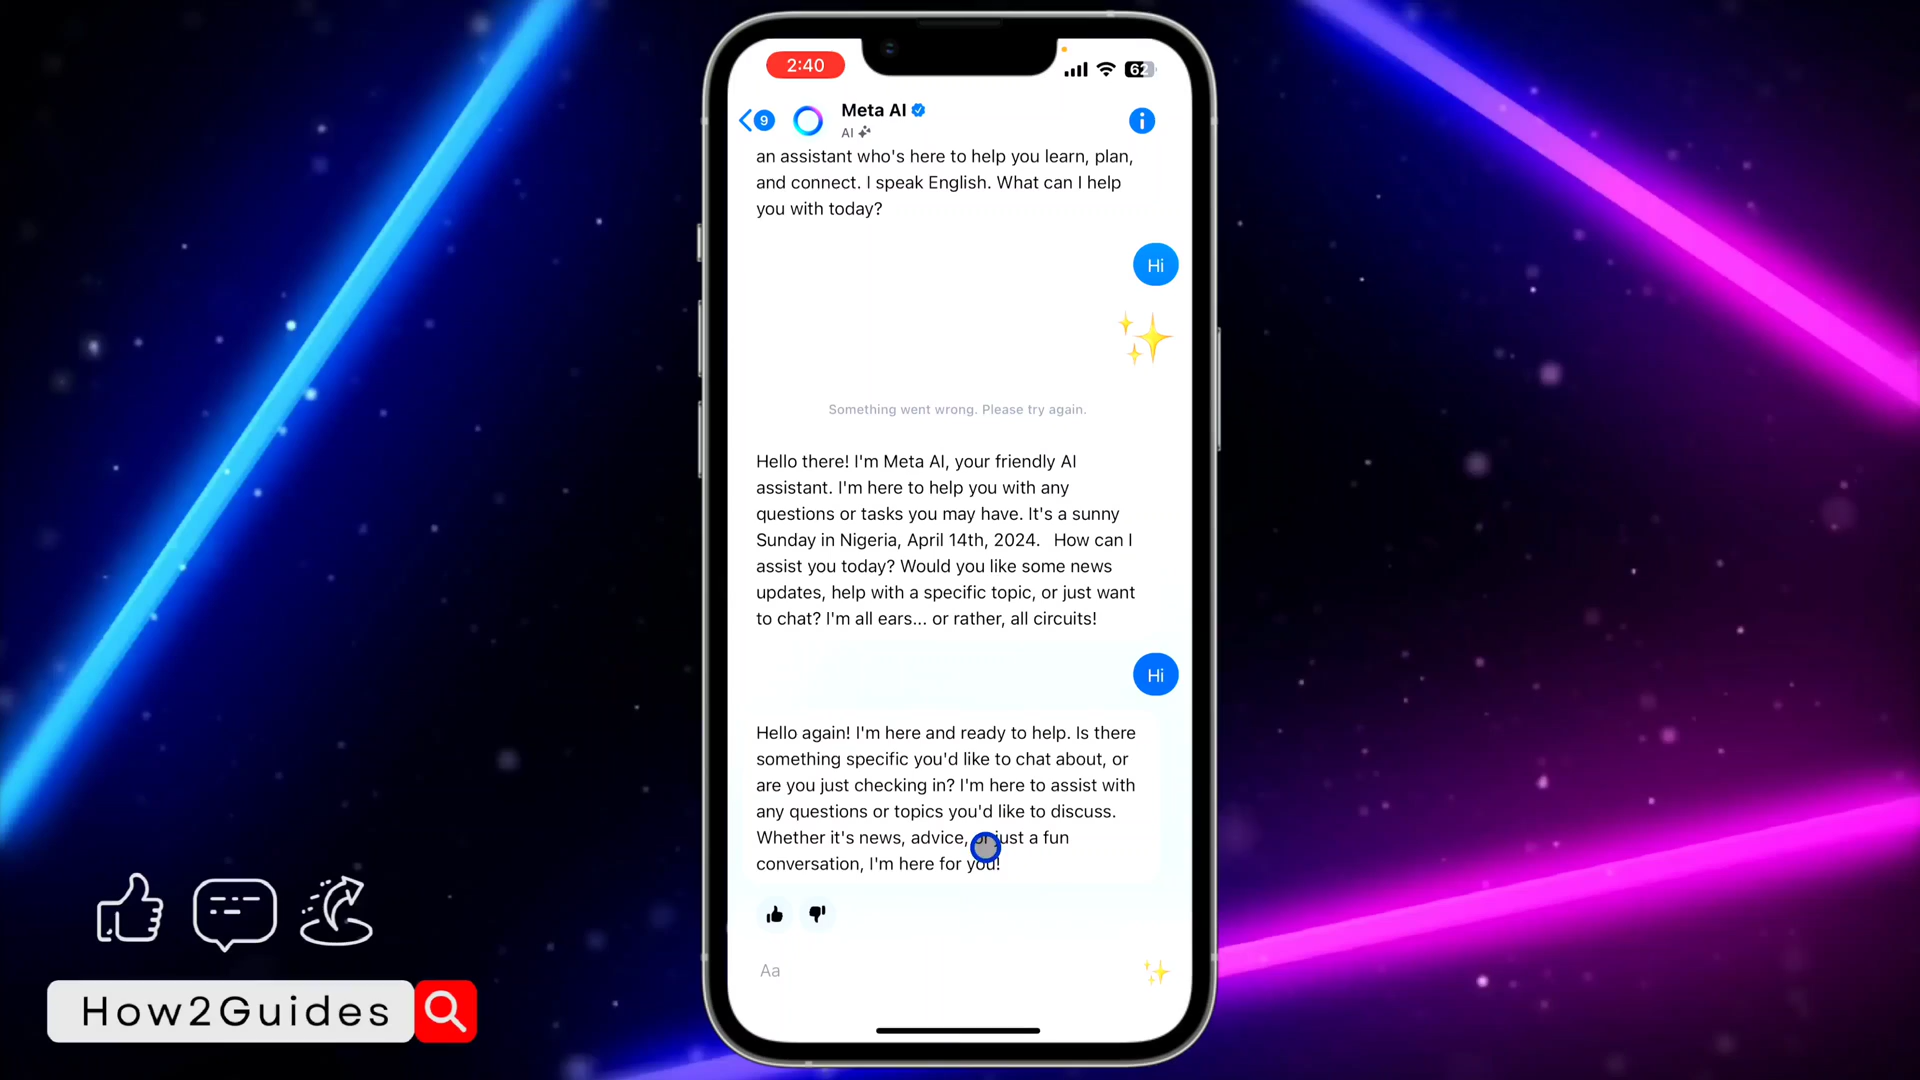 2:40
62
9
Meta AI
AI
an assistant who's here to help you learn, plan,
and connect. I speak English. What can I help
you with today?
Hi
Something went wrong. Please try again.
Hello there! I'm Meta AI, your friendly AI
assistant. I'm here to help you with any
questions or tasks you may have. It's a sunny
Sunday in Nigeria, April 14th, 2024. How can I
assist you today? Would you like some news
updates, help with a specific topic, or just want
to chat? I'm all ears... or rather, all circuits!
Hi
Hello again! I'm here and ready to help. Is there
something specific you'd like to chat about, or
are you just checking in? I'm here to assist with
any questions or topics you'd like to discuss.
Whether it's news, advice, or just a fun
conversation, I'm here for you!
Aa
How2Guides